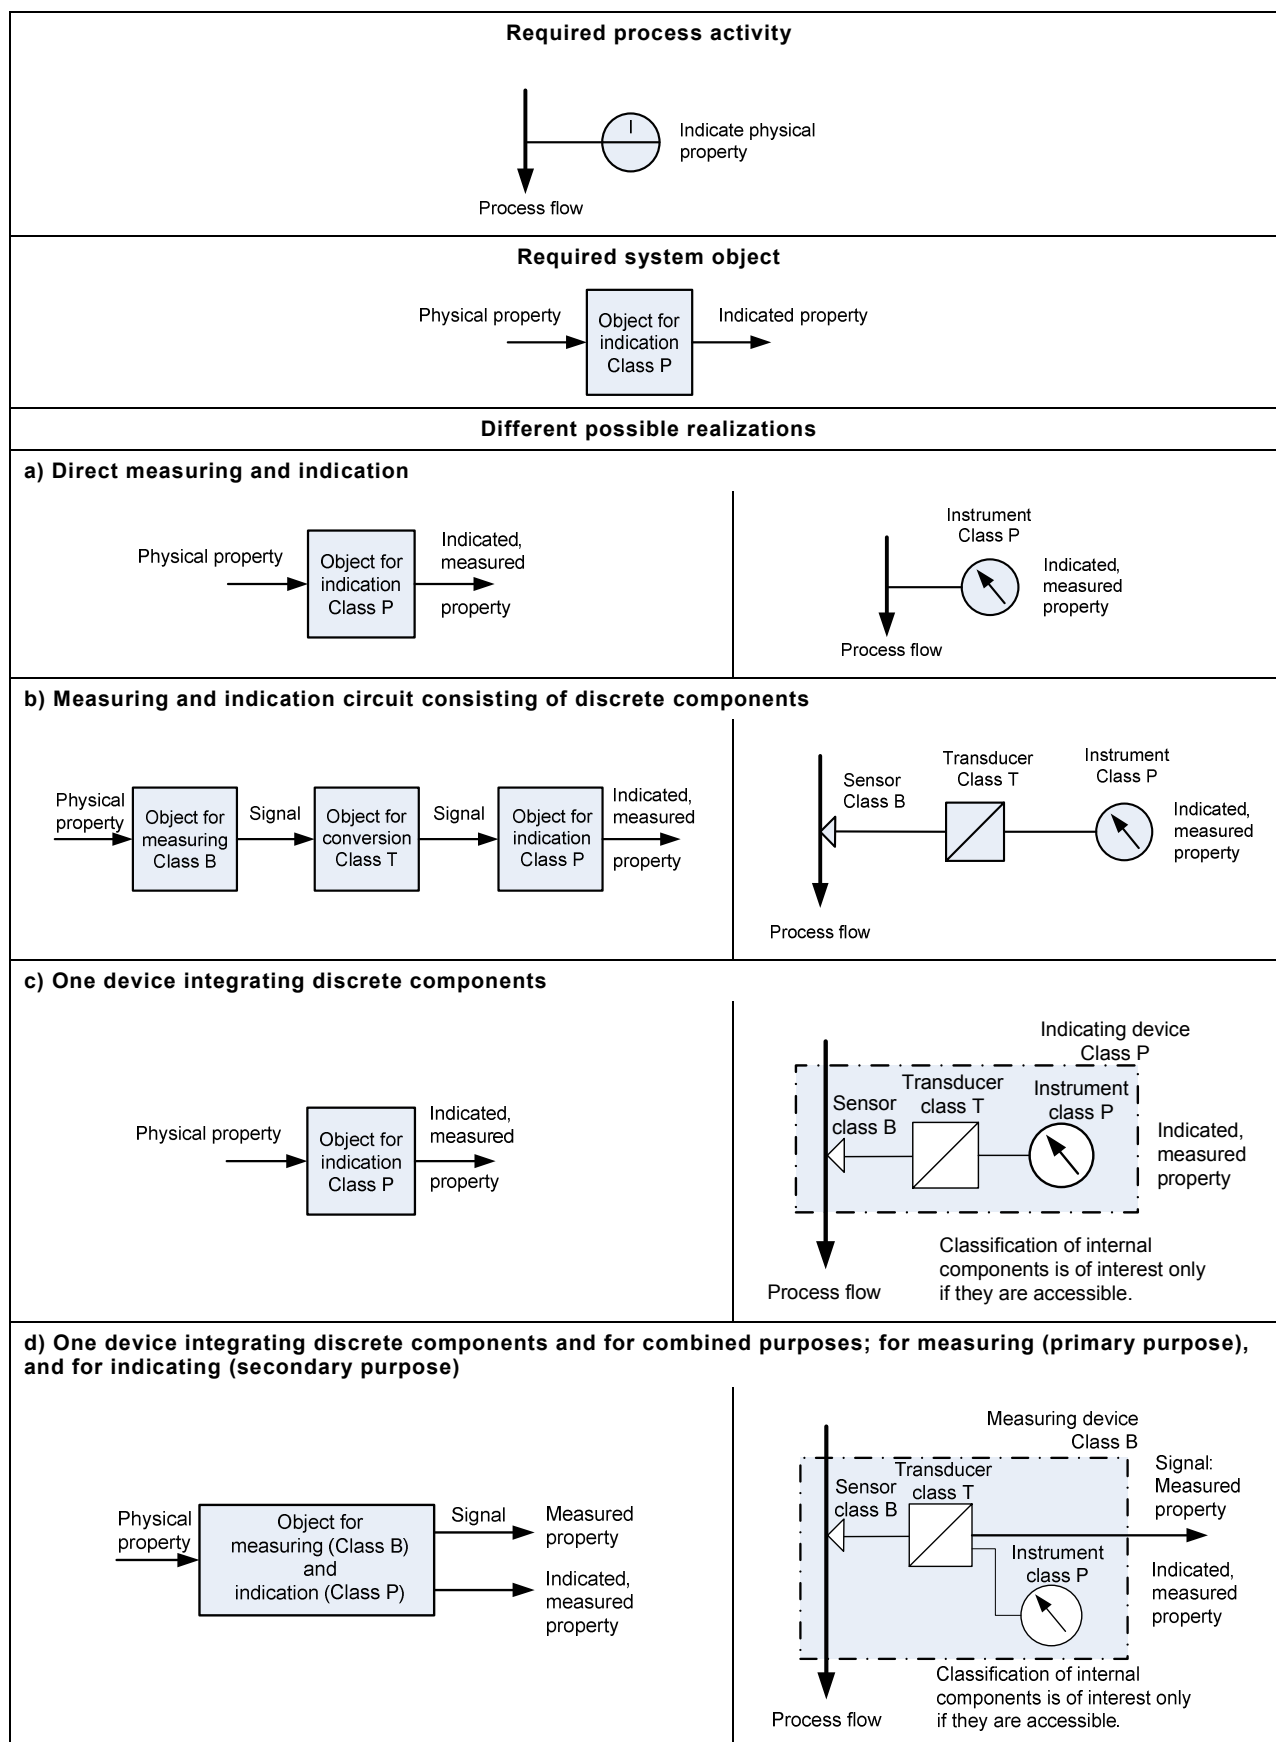 Required process activity
I
Indicate physical
property
Process flow
Required system object
Physical property
Object for
indication
Class P
Indicated property
Different possible realizations
a) Direct measuring and indication
Physical property
Object for
indication
Class P
Indicated,
measured
property
Instrument
Class P
Indicated,
measured
property
Process flow
b) Measuring and indication circuit consisting of discrete components
Physical
property
Object for
measuring
Class B
Signal
Object for
conversion
Class T
Signal
Object for
indication
Class P
Indicated,
measured
property
Sensor
Class B
Transducer
Class T
Instrument
Class P
Indicated,
measured
property
Process flow
c) One device integrating discrete components
Physical property
Object for
indication
Class P
Indicated,
measured
property
Indicating device
Class P
Sensor
class B
Transducer
class T
Instrument
class P
Indicated,
measured
property
Classification of internal
components is of interest only
if they are accessible.
Process flow
d) One device integrating discrete components and for combined purposes; for measuring (primary purpose),
and for indicating (secondary purpose)
Physical
property
Object for
measuring (Class B)
and
indication (Class P)
Signal
Measured
property
Indicated,
measured
property
Measuring device
Class B
Sensor
class B
Transducer
class T
Signal:
Measured
property
Instrument
class P
Indicated,
measured
property
Classification of internal
components is of interest only
if they are accessible.
Process flow